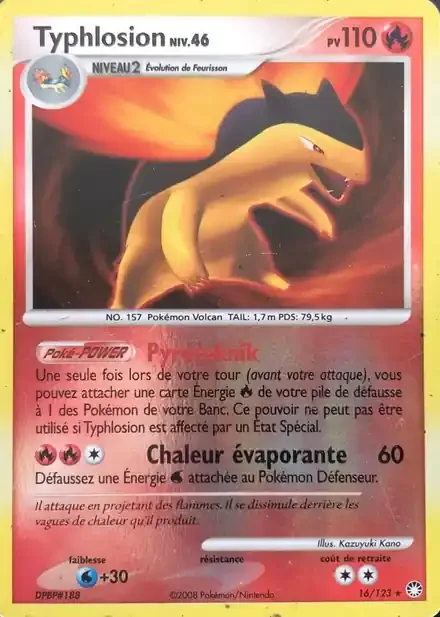 Typhlosion NIV.46 PV 110
NIVEAU 2 Évolution de Feurisson
NO. 157 Pokémon Volcan TAIL: 1,7 m PDS: 79,5 kg
Poké-POWER Pyroteknik
Une seule fois lors de votre tour (avant votre attaque), vous
pouvez attacher une carte Énergie de votre pile de défausse
à 1 des Pokémon de votre Banc. Ce pouvoir ne peut pas être
utilisé si Typhlosion est affecté par un État Spécial.
Chaleur évaporante 60
Défaussez une Énergie attachée au Pokémon Défenseur.
Il attaque en projetant des flammes. Il se dissimule derrière les
vagues de chaleur qu'il produit.
Illus. Kazuyuki Kano
faiblesse résistance coût de retraite
+30
DPBP#188 ©2008 Pokémon/Nintendo 16/123 ★